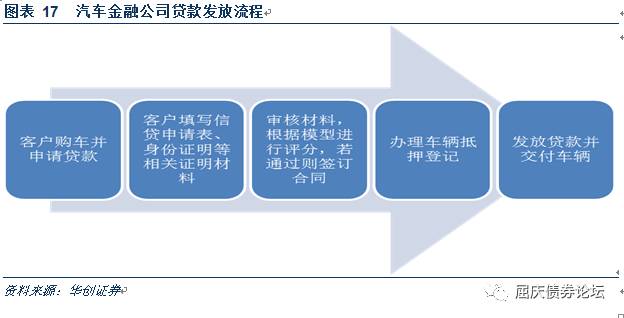 图表 17 汽车金融公司贷款发放流程
客户购车并
申请贷款
客户填写信
贷申请表、
身份证明等
相关证明材
料
审核材料，
根据模型进
行评分，若
通过则签订
合同
办理车辆抵
押登记
发放贷款并
交付车辆
资料来源：华创证券
屈庆债券论坛